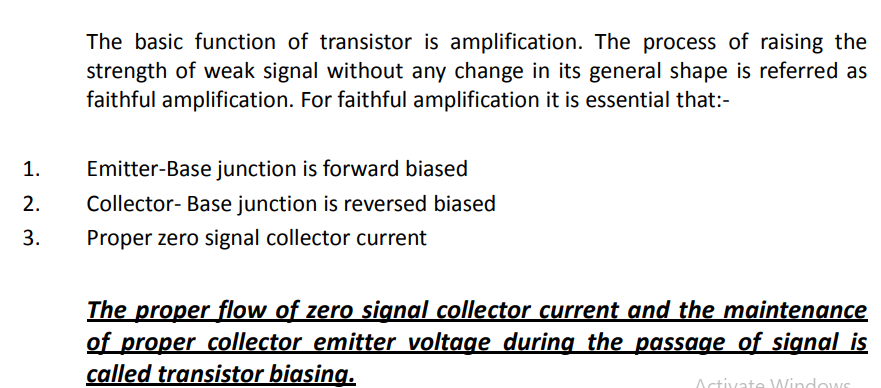 The basic function of transistor is amplification. The process of raising the
strength of weak signal without any change in its general shape is referred as
faithful amplification. For faithful amplification it is essential that:-
1. Emitter-Base junction is forward biased
2. Collector- Base junction is reversed biased
3. Proper zero signal collector current
The proper flow of zero signal collector current and the maintenance
of proper collector emitter voltage during the passage of signal is
called transistor biasing.
Activate Windows